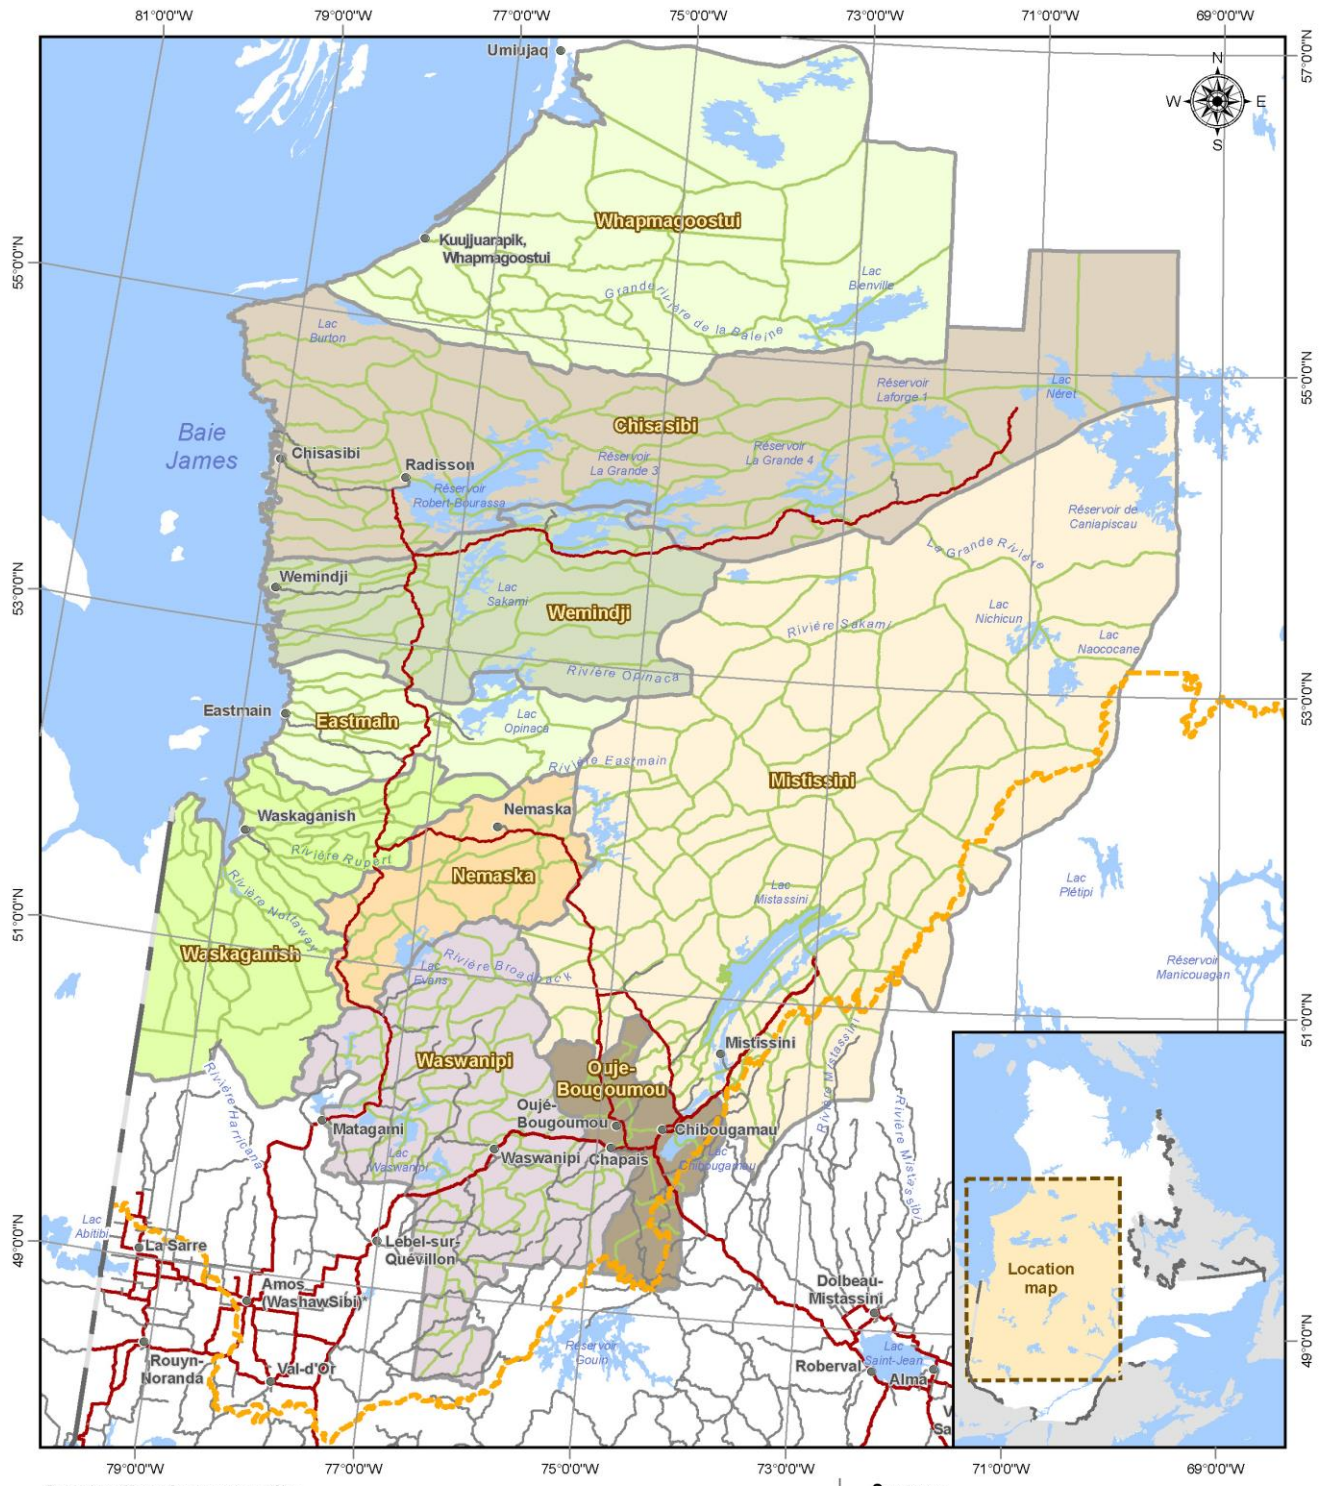 81°0'0"W 79°0'0"W 77°0'0"W 75°0'0"W 73°0'0"W 71°0'0"W 69°0'0"W
57°0'0"N
Umiujaq
N
W E
S
Whapmagoostui
Kuujjuarapik,
Whapmagoostui
55°0'0"N
Lac
Bienville
Grande rivière de la Baleine
Lac
Burton
55°0'0"N
Réservoir
Laforge 1
Lac
Néret
Chisasibi
Baie
James
Chisasibi
Radisson
Réservoir
La Grande 3
Réservoir
La Grande 4
Réservoir
Robert-Bourassa
Réservoir de
Caniapiscau
La Grande Rivière
53°0'0"N
Wemindji
Lac
Sakami
Wemindji
Rivière Sakami
Lac
Nichicun
Lac
Naococane
Rivière Opinaca
53°0'0"N
Eastmain
Eastmain
Lac
Opinaca
Rivière Eastmain
Mistissini
Waskaganish
Nemaska
Rivière Rupert
Nemaska
Rivière Nottaway
Lac
Mistassini
Lac
Plétipi
51°0'0"N
Waskaganish
Lac
Evans
Rivière Broadback
Réservoir
Manicouagan
51°0'0"N
Mistissini
Waswanipi
Ouje-
Bougoumou
Rivière Mistassini
Rivière Harricana
Rivière Mistassibi
Oujé-
Bougoumou
Matagami
Chibougamau
Lac
Waswanipi
Waswanipi
Chapais
Lac
Chibougamau
49°0'0"N
Lac
Abitibi
La Sarre
Lebel-sur-
Quévillon
Amos
(WashawSibi)*
Dolbeau-
Mistassini
Location
map
Réservoir
Gouin
Lac
Saint-Jean
49°0'0"N
Rouyn-
Noranda
Val-d'Or
Roberval
Alma
V
Sa
79°0'0"W 77°0'0"W 75°0'0"W 73°0'0"W 71°0'0"W 69°0'0"W